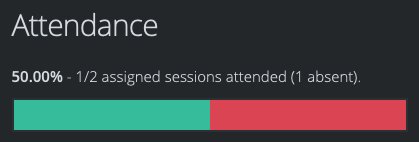 Attendance
50.00% - 1/2 assigned sessions attended (1 absent).